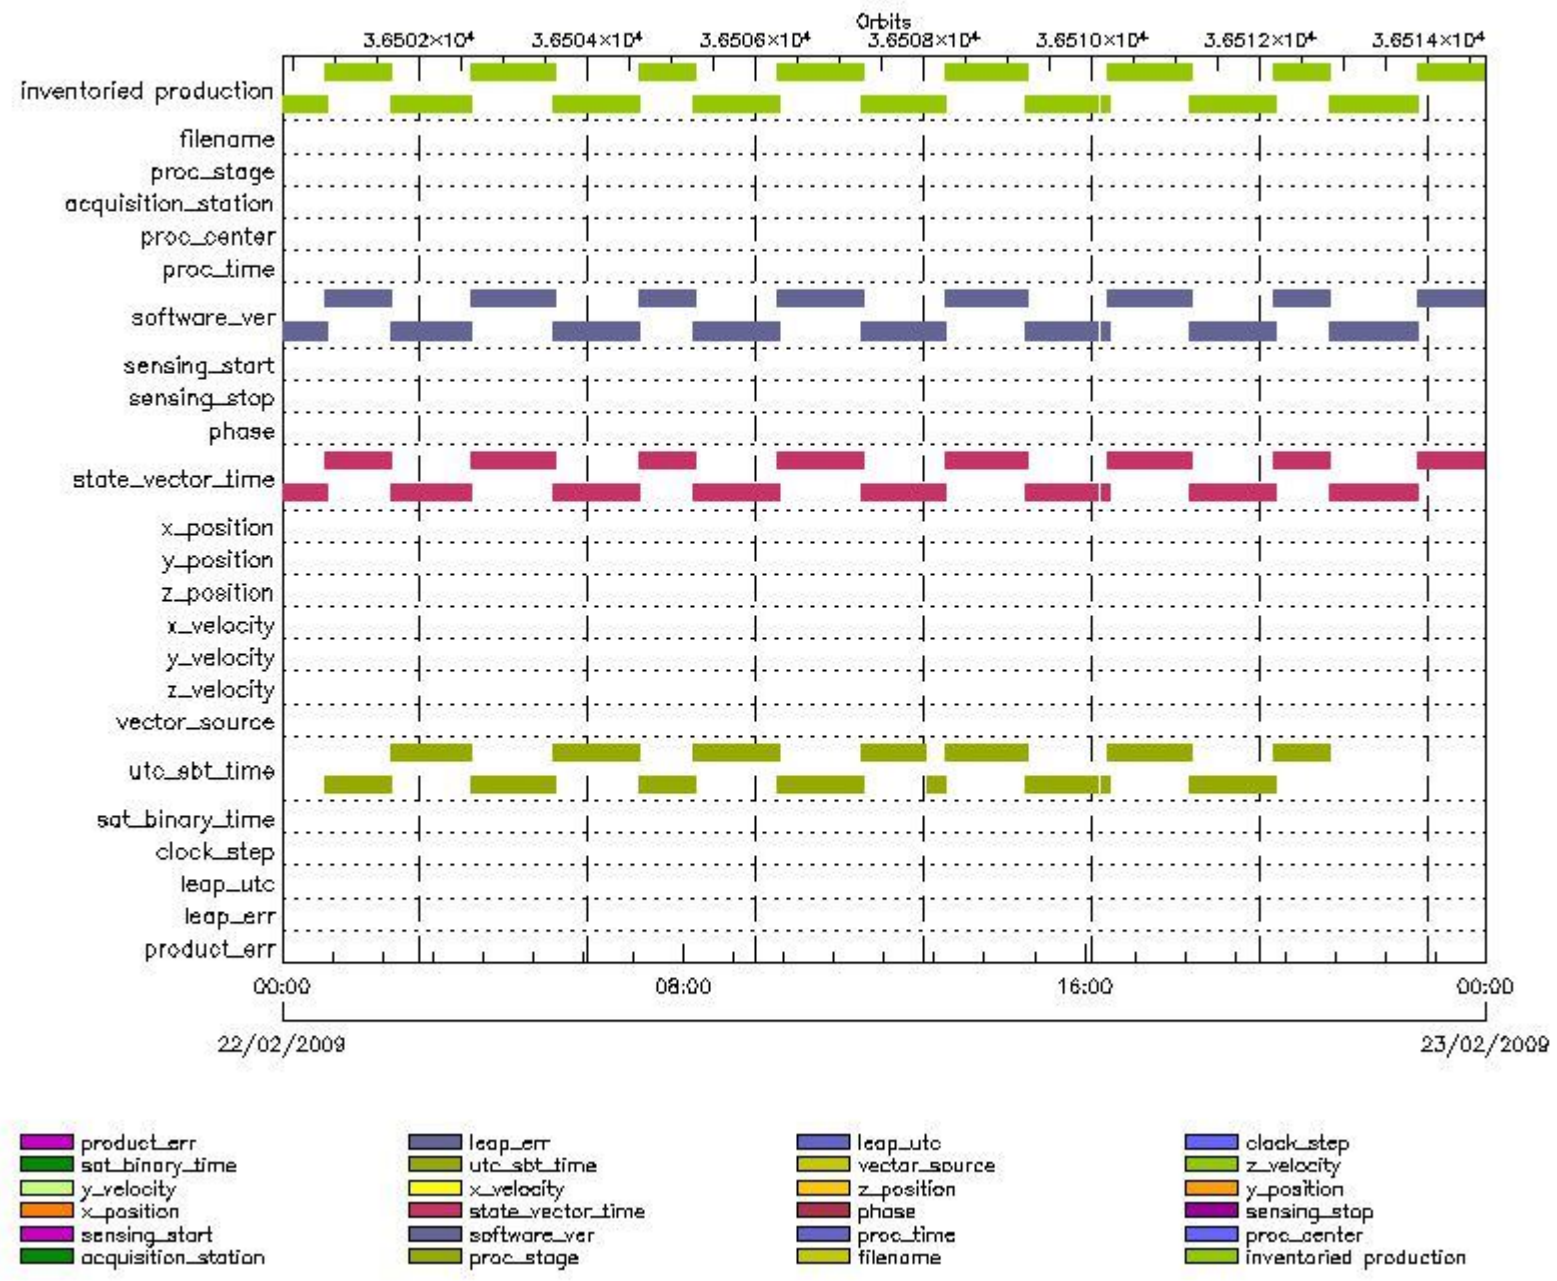 Orbits
3.6502×10⁴ 3.6504×10⁴ 3.6506×10⁴ 3.6508×10⁴ 3.6510×10⁴ 3.6512×10⁴ 3.6514×10⁴
inventoried production
filename
proc_stage
acquisition_station
proc_center
proc_time
software_ver
sensing_start
sensing_stop
phase
state_vector_time
x_position
y_position
z_position
x_velocity
y_velocity
z_velocity
vector_source
utc_sbt_time
sat_binary_time
clock_step
leap_utc
leap_err
product_err
00:00 08:00 16:00 00:00
22/02/2009 23/02/2009
product_err leap_err leap_utc clock_step
sat_binary_time utc_sbt_time vector_source z_velocity
y_velocity x_velocity z_position y_position
x_position state_vector_time phase sensing_stop
sensing_start software_ver proc_time proc_center
acquisition_station proc_stage filename inventoried production